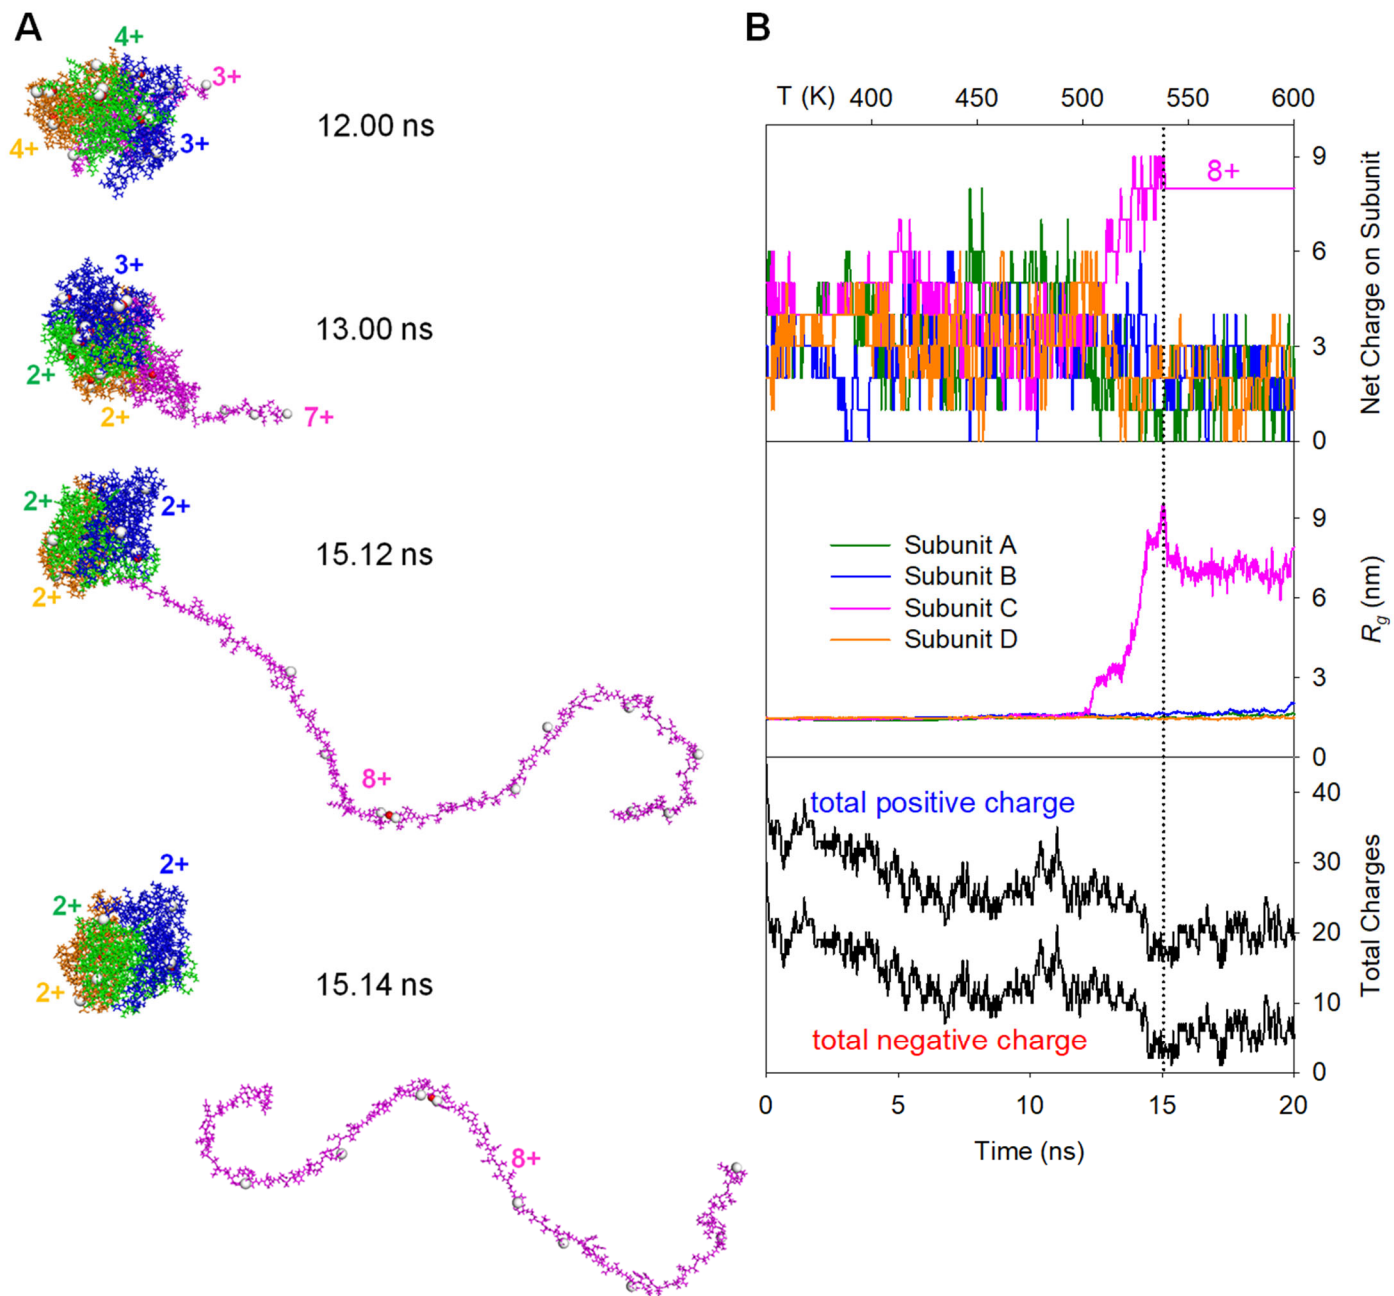 A
4+
3+
4+
3+
12.00 ns
3+
2+
2+
7+
13.00 ns
2+
2+
2+
15.12 ns
8+
2+
2+
2+
15.14 ns
8+
B
T (K) 400 450 500 550 600
8+
9
6
3
0
Net Charge on Subunit
Subunit A
Subunit B
Subunit C
Subunit D
9
6
3
0
Rg (nm)
total positive charge
total negative charge
40
30
20
10
0
Total Charges
0 5 10 15 20
Time (ns)